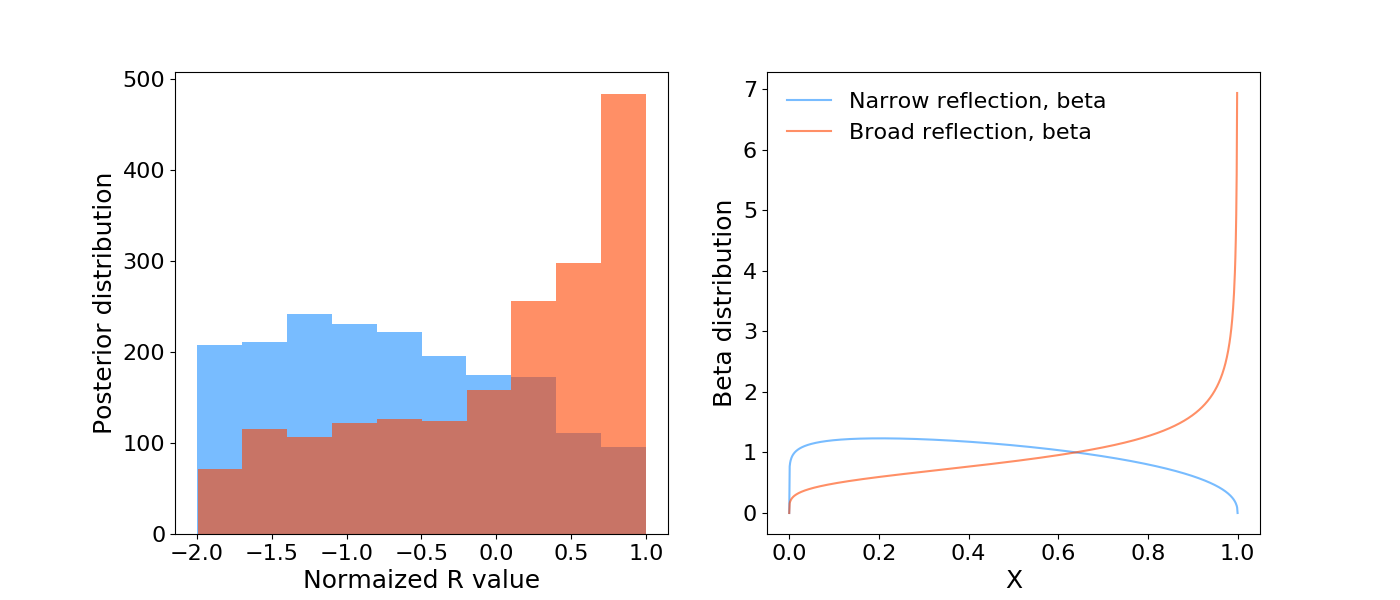 500
400
300
200
100
0
Posterior distribution
−2.0 −1.5 −1.0 −0.5 0.0 0.5 1.0
Normaized R value
7
6
5
4
3
2
1
0
Beta distribution
Narrow reflection, beta
Broad reflection, beta
0.0 0.2 0.4 0.6 0.8 1.0
X